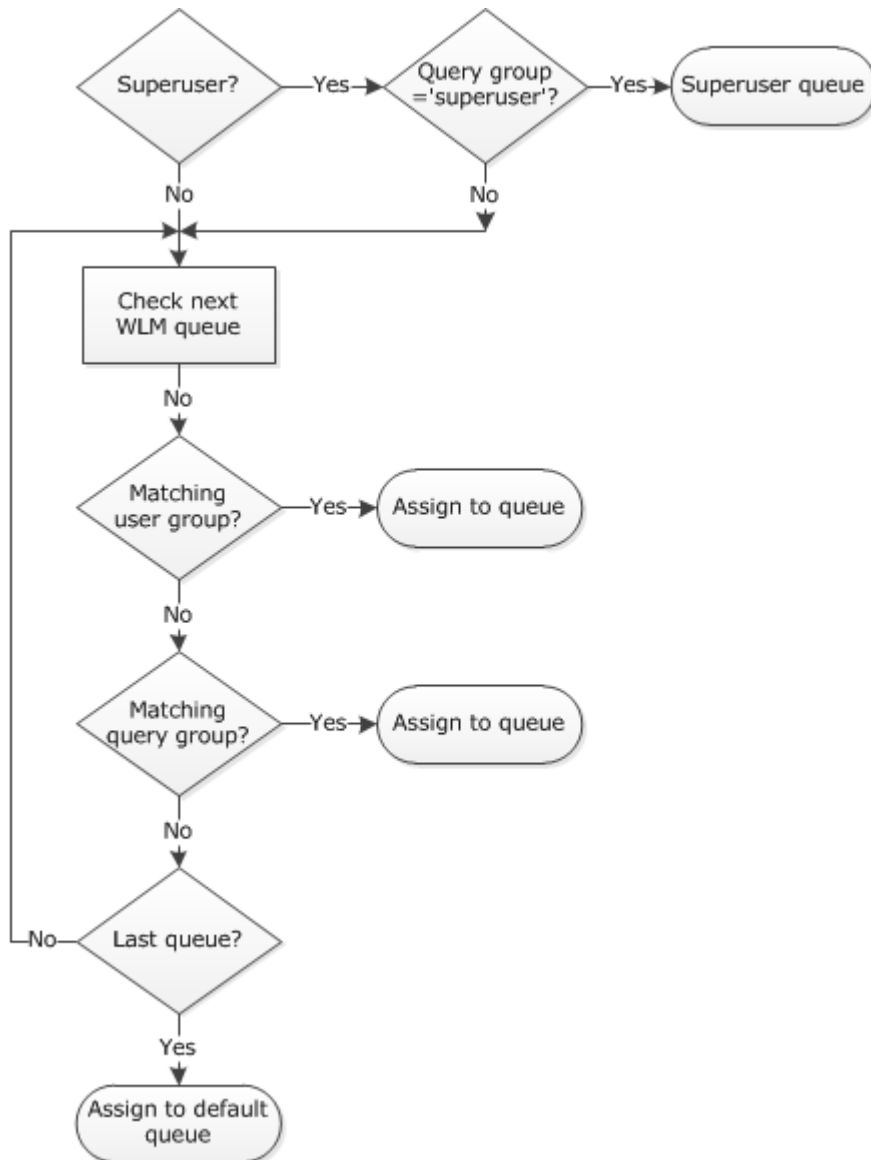 Superuser?
Yes
Query group
='superuser'?
Yes
Superuser queue
No
No
Check next
WLM queue
No
Matching
user group?
Yes
Assign to queue
No
Matching
query group?
Yes
Assign to queue
No
Last queue?
No
Yes
Assign to default
queue